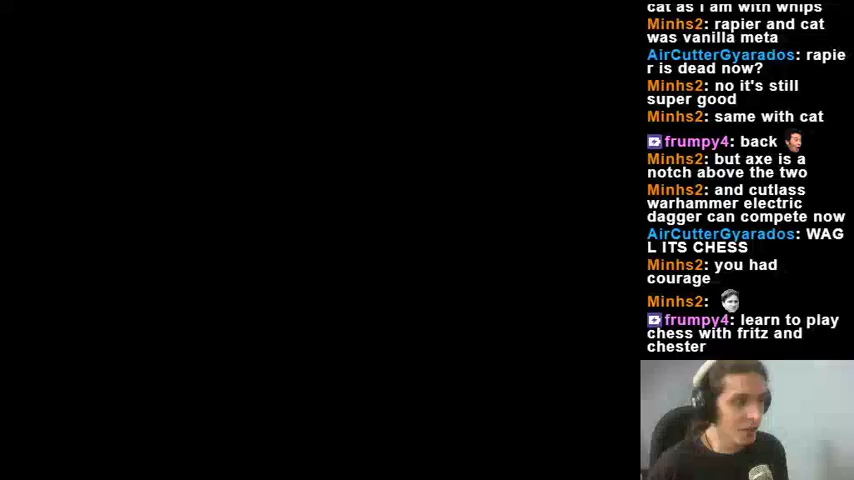 cat as i am with whips
Minhs2: rapier and cat
was vanilla meta
AirCutterGyarados: rapie
r is dead now?
Minhs2: no it's still
super good
Minhs2: same with cat
frumpy4: back
Minhs2: but axe is a
notch above the two
Minhs2: and cutlass
warhammer electric
dagger can compete now
AirCutterGyarados: WAG
L ITS CHESS
Minhs2: you had
courage
Minhs2:
frumpy4: learn to play
chess with fritz and
chester